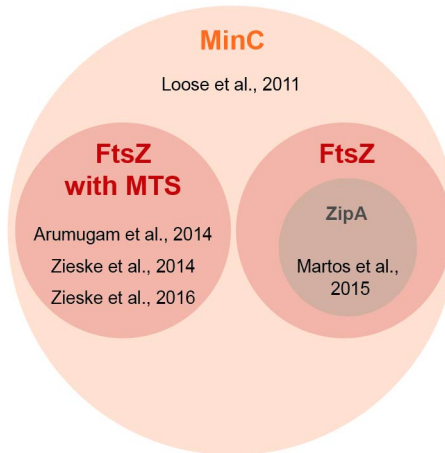 MinC
Loose et al., 2011
FtsZ
with MTS
Arumugam et al., 2014
Zieske et al., 2014
Zieske et al., 2016
FtsZ
ZipA
Martos et al.,
2015